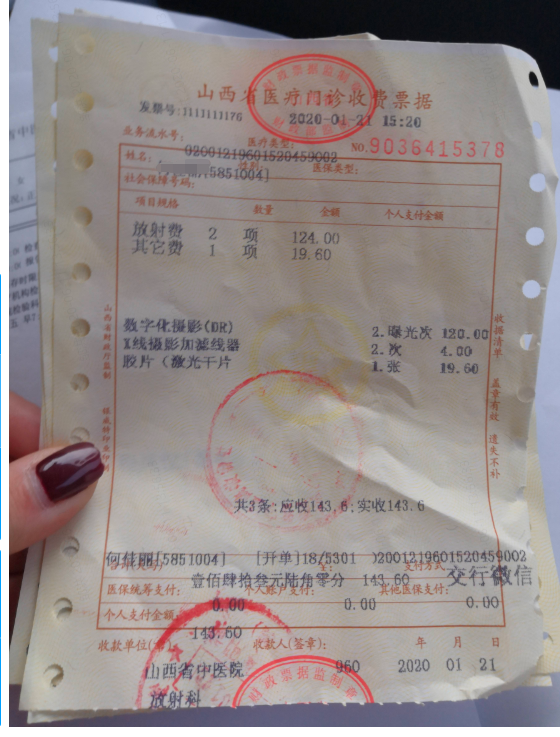 山西省医疗门诊收费票据
发票号:1111111176 2020-01-21 15:20
业务流水号: 医疗类型: NO.9036415378
姓名: 02001219601520459002 医保类型:
社会保障号码: [5851004]
项目规格 数量 金额 个人支付金额
放射费 2 项 124.00
其它费 1 项 19.60
数字化摄影(DR) 2.曝光次 120.00
X线摄影加滤线器 2.次 4.00
胶片(激光干片 1.张 19.60
山西省财政厅监制
收据清单 盖章有效 遗失不补
共3条;应收143.6;实收143.6
何佳丽[5851004] [开单]18/5301 )2001219601520459002
壹佰肆拾叁元陆角零分 143.60 支付方式 交行微信
医保统筹支付: 0.00 个人账户支付: 0.00 其他医保支付: 0.00
个人支付金额: 143.60
收款单位(章) 收款人(签章): 年 月 日
山西省中医院 960 2020 01 21
放射科
财政票据监制章